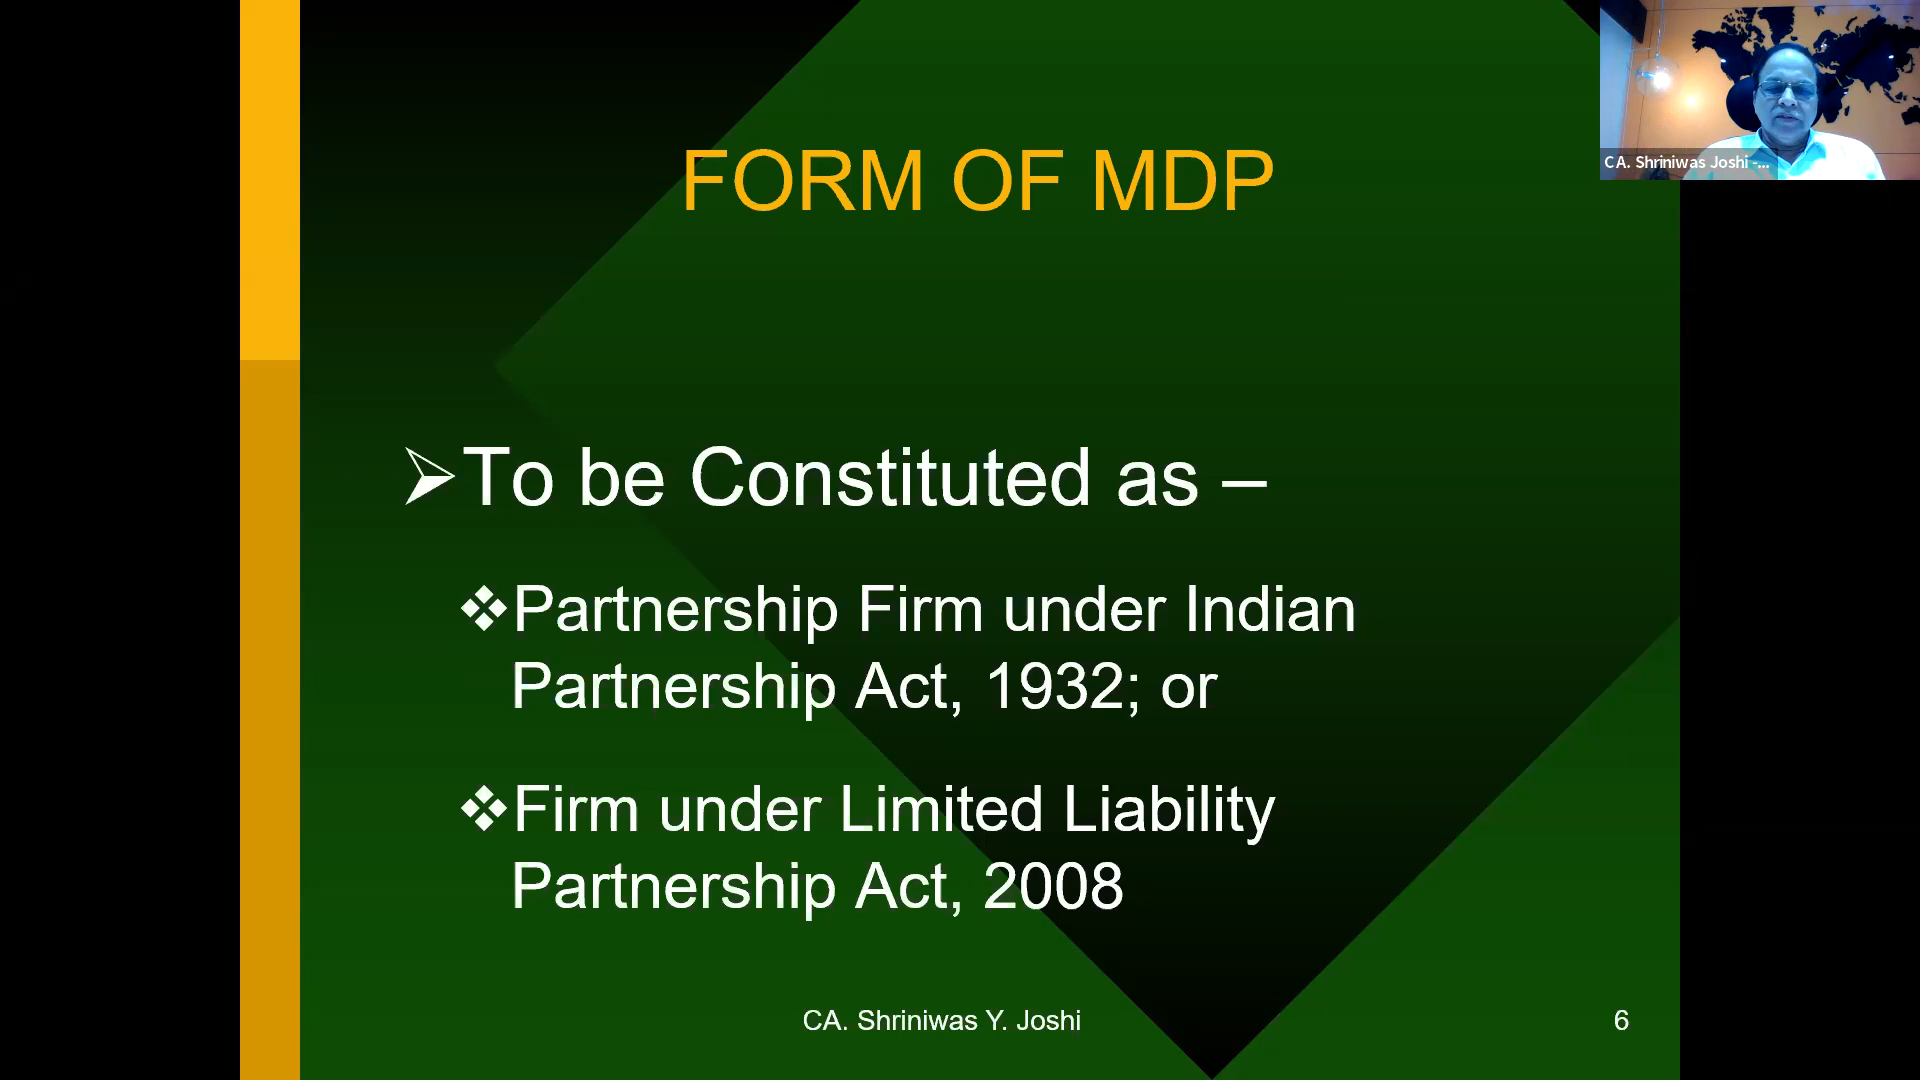 FORM OF MDP
CA. Shriniwas Joshi -...
➢To be Constituted as –
❖Partnership Firm under Indian
Partnership Act, 1932; or
❖Firm under Limited Liability
Partnership Act, 2008
CA. Shriniwas Y. Joshi
6